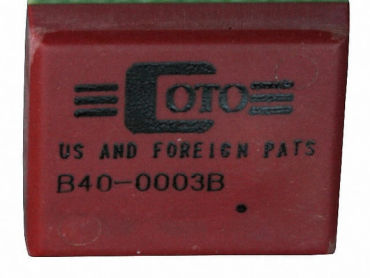 COTO
US AND FOREIGN PATS
B40-0003B